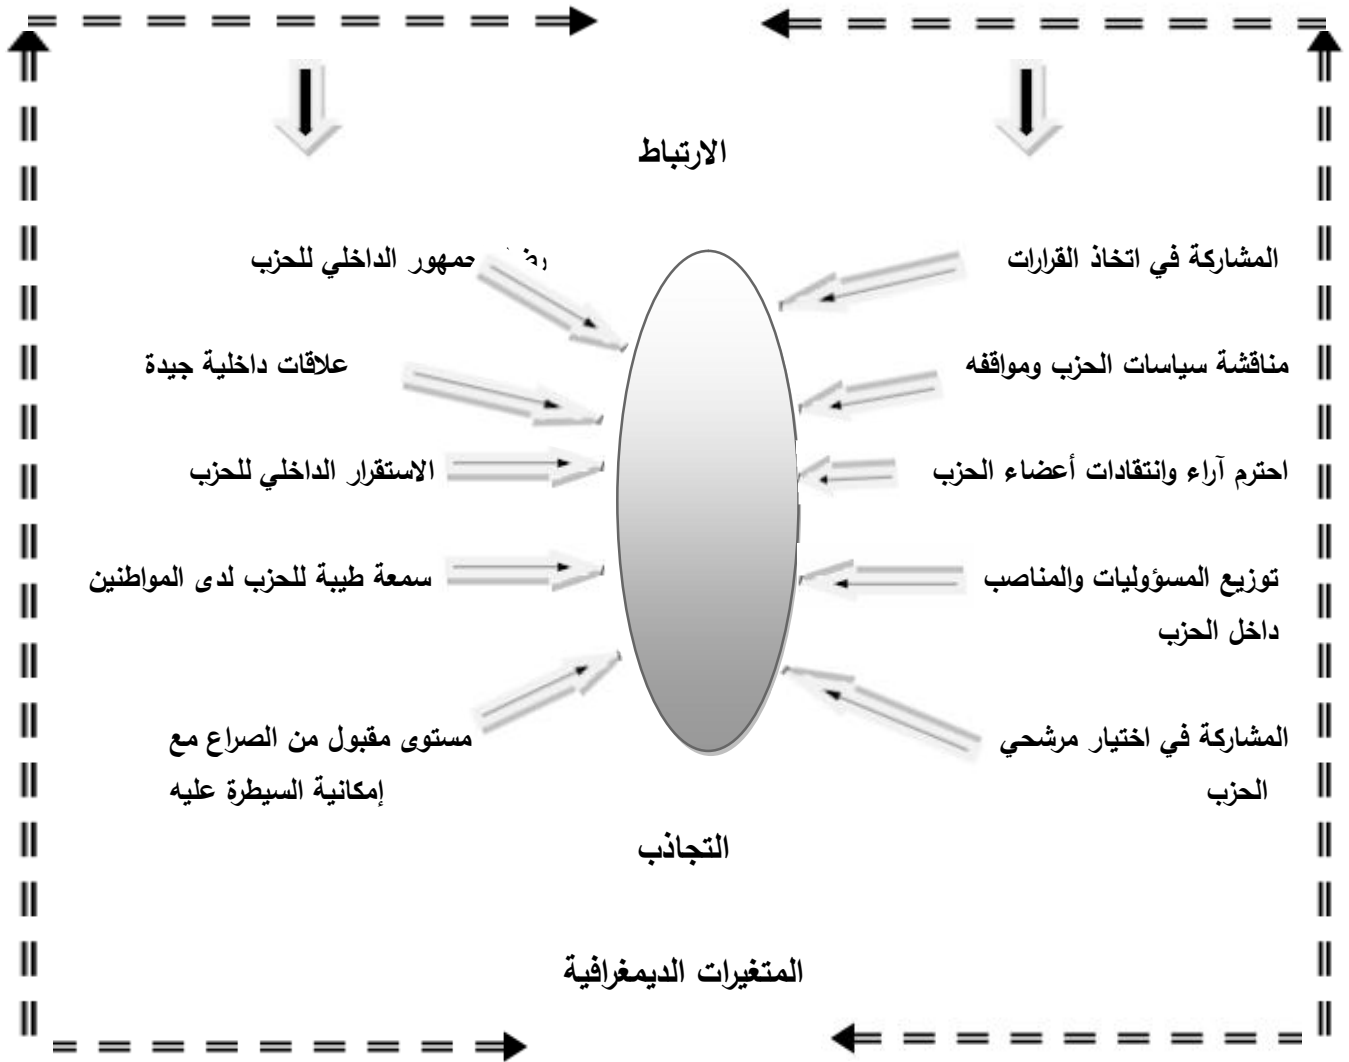 الارتباط
المشاركة في اتخاذ القرارات
جمهور الداخلي للحزب
مناقشة سياسات الحزب ومواقفه
علاقات داخلية جيدة
احترم آراء وانتقادات أعضاء الحزب
الاستقرار الداخلي للحزب
توزيع المسؤوليات والمناصب
داخل الحزب
سمعة طيبة للحزب لدى المواطنين
المشاركة في اختيار مرشحي
الحزب
مستوى مقبول من الصراع مع
إمكانية السيطرة عليه
التجاذب
المتغيرات الديمغرافية